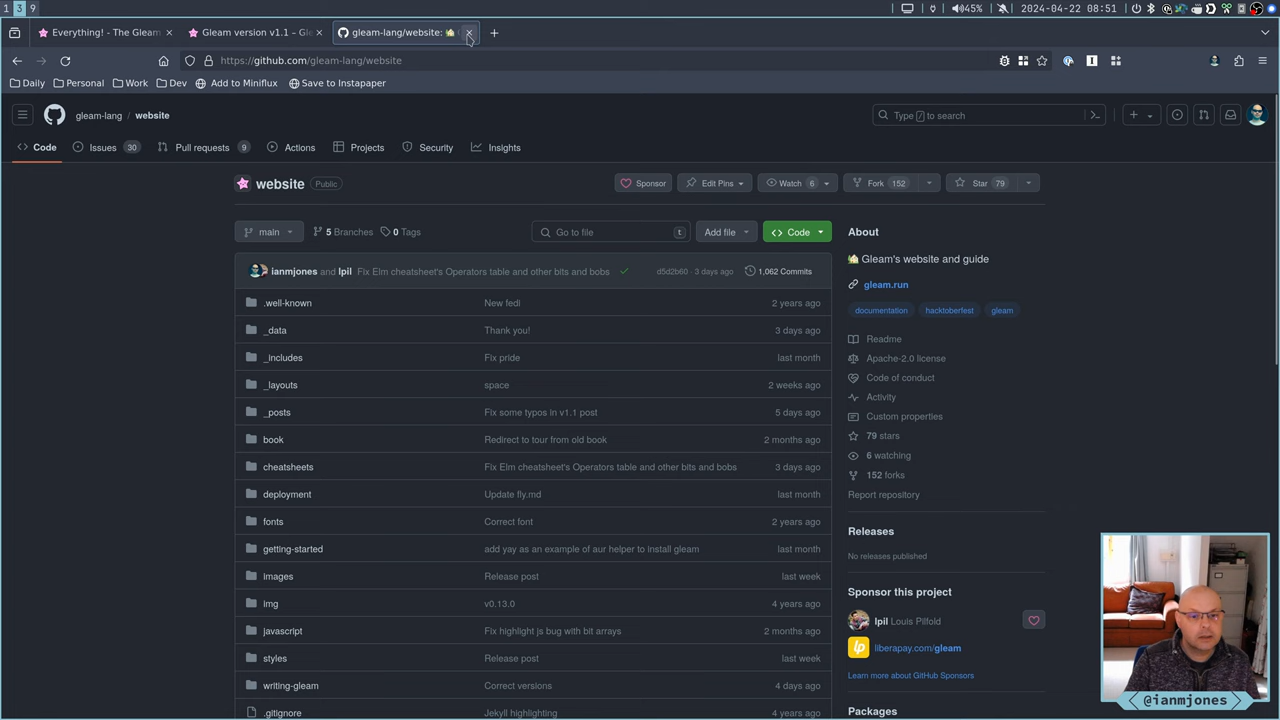 1 3 9
45%
2024-04-22 08:51
Everything! - The Gleam
Gleam version v1.1 – Gle
gleam-lang/website:
https://github.com/gleam-lang/website
Daily
Personal
Work
Dev
Add to Miniflux
Save to Instapaper
gleam-lang / website
Type / to search
Code
Issues 30
Pull requests 9
Actions
Projects
Security
Insights
website Public
Sponsor
Edit Pins
Watch 6
Fork 152
Star 79
main
5 Branches
0 Tags
Go to file t
Add file
Code
ianmjones and lpil Fix Elm cheatsheet's Operators table and other bits and bobs d5d2b60 · 3 days ago 1,062 Commits
.well-known New fedi 2 years ago
_data Thank you! 3 days ago
_includes Fix pride last month
_layouts space 2 weeks ago
_posts Fix some typos in v1.1 post 5 days ago
book Redirect to tour from old book 2 months ago
cheatsheets Fix Elm cheatsheet's Operators table and other bits and bobs 3 days ago
deployment Update fly.md last month
fonts Correct font 2 years ago
getting-started add yay as an example of aur helper to install gleam last month
images Release post last week
img v0.13.0 4 years ago
javascript Fix highlight js bug with bit arrays 2 months ago
styles Release post last week
writing-gleam Correct versions 4 days ago
.gitignore Jekyll highlighting 2 months ago
About
Gleam's website and guide
gleam.run
documentation hacktoberfest gleam
Readme
Apache-2.0 license
Code of conduct
Activity
Custom properties
79 stars
6 watching
152 forks
Report repository
Releases
No releases published
Sponsor this project
lpil Louis Pilfold
lp liberapay.com/gleam
Learn more about GitHub Sponsors
Packages
@ianmjones